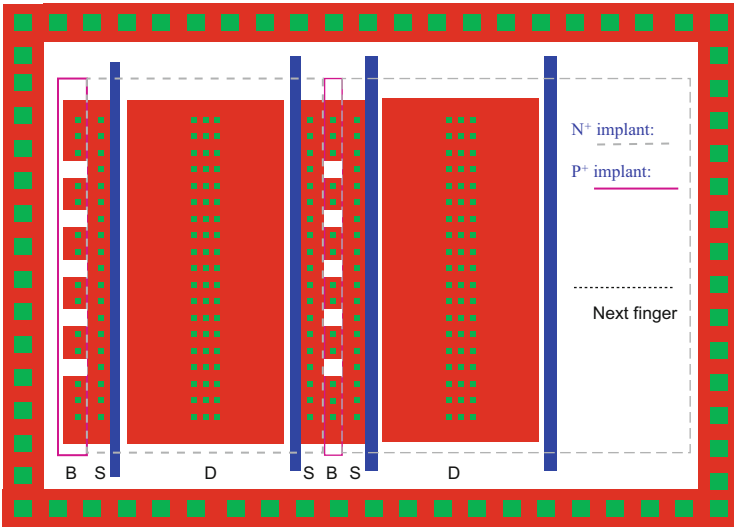 N⁺ implant:
P⁺ implant:
Next finger
B S D S B S D